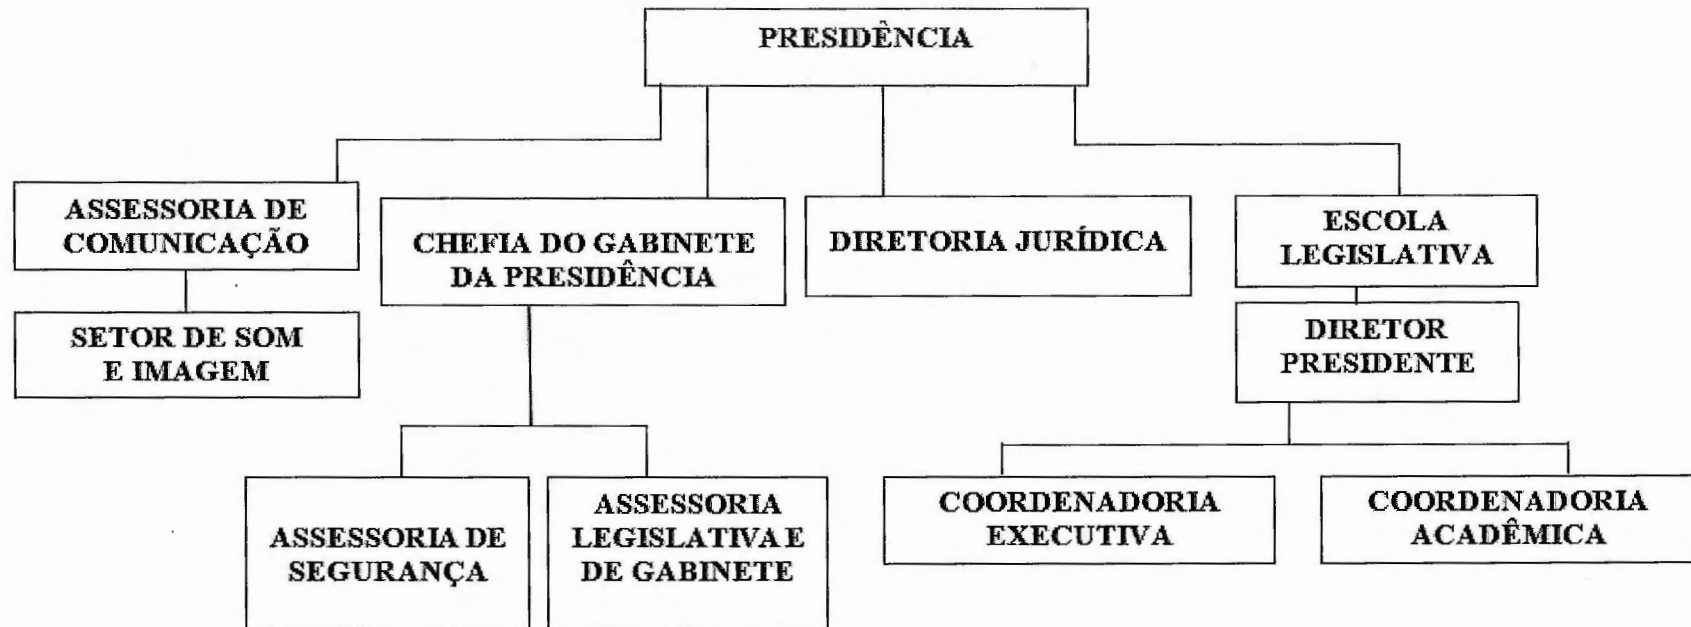 PRESIDÊNCIA
ASSESSORIA DE
COMUNICAÇÃO
CHEFIA DO GABINETE
DA PRESIDÊNCIA
DIRETORIA JURÍDICA
ESCOLA
LEGISLATIVA
SETOR DE SOM
E IMAGEM
DIRETOR
PRESIDENTE
ASSESSORIA DE
SEGURANÇA
ASSESSORIA
LEGISLATIVA E
DE GABINETE
COORDENADORIA
EXECUTIVA
COORDENADORIA
ACADÊMICA